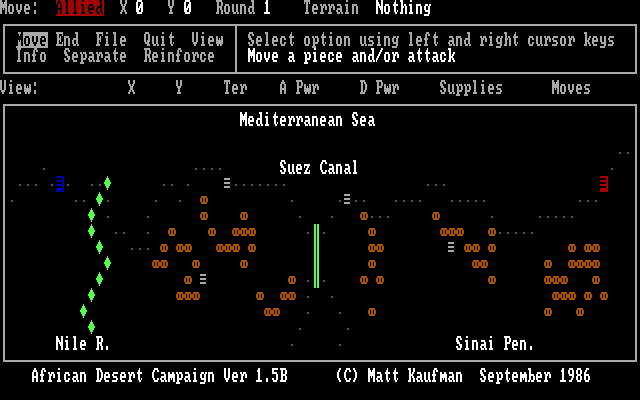 Move: Allied X 0 Y 0 Round 1 Terrain Nothing
Move End File Quit View
Info Separate Reinforce
Select option using left and right cursor keys
Move a piece and/or attack
View: X Y Ter A Pwr D Pwr Supplies Moves
Mediterranean Sea
Suez Canal
Nile R. Sinai Pen.
African Desert Campaign Ver 1.5B (C) Matt Kaufman September 1986